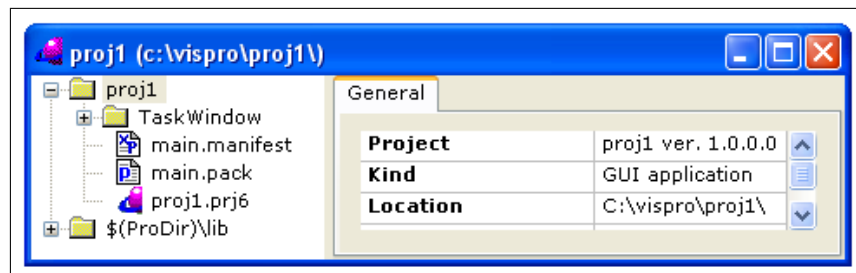 proj1 (c:\vispro\proj1\)
proj1
TaskWindow
main.manifest
main.pack
proj1.prj6
$(ProDir)\lib
General
Project proj1 ver. 1.0.0.0
Kind GUI application
Location C:\vispro\proj1\